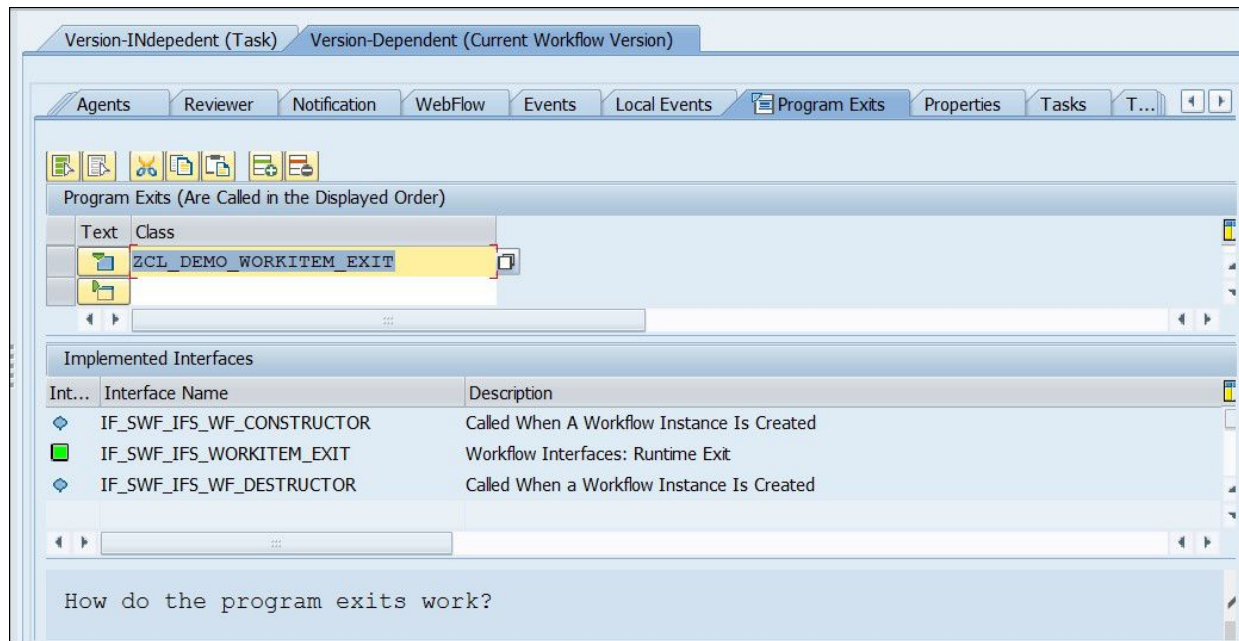 Version-INdepedent (Task) Version-Dependent (Current Workflow Version)
Agents Reviewer Notification WebFlow Events Local Events Program Exits Properties Tasks T...
Program Exits (Are Called in the Displayed Order)
Text Class
ZCL_DEMO_WORKITEM_EXIT
Implemented Interfaces
Int... Interface Name Description
IF_SWF_IFS_WF_CONSTRUCTOR Called When A Workflow Instance Is Created
IF_SWF_IFS_WORKITEM_EXIT Workflow Interfaces: Runtime Exit
IF_SWF_IFS_WF_DESTRUCTOR Called When a Workflow Instance Is Created
How do the program exits work?